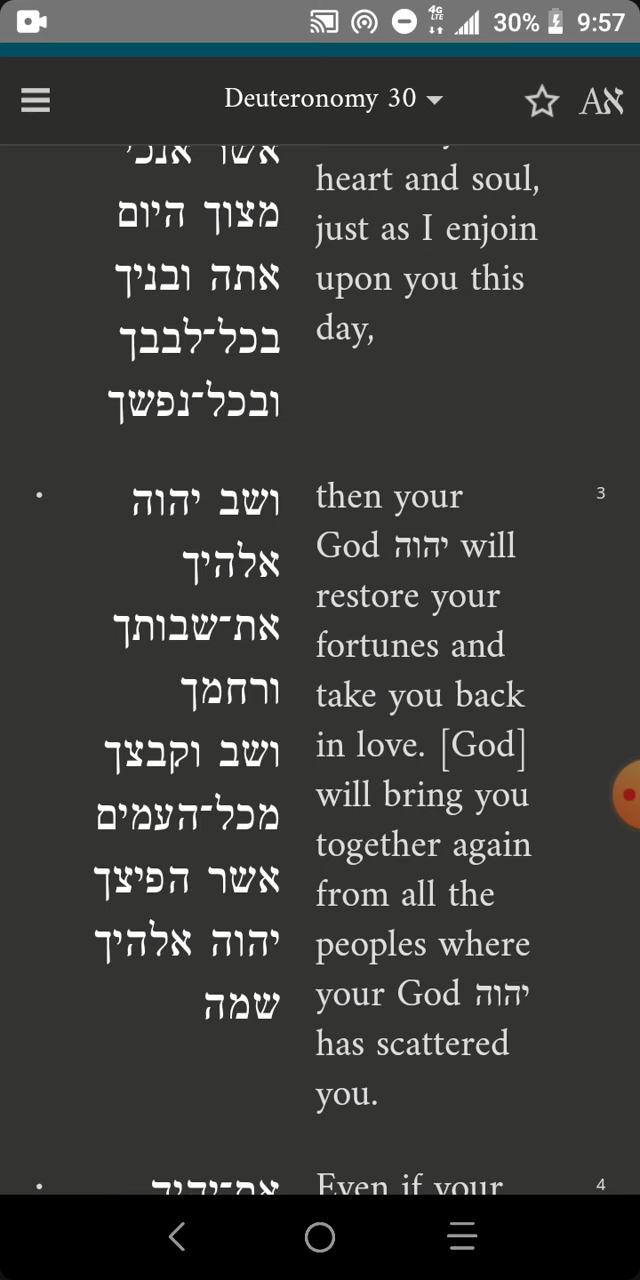 4G
LTE
30%
9:57
Deuteronomy 30
Aא
heart and soul,
just as I enjoin
upon you this
day,
אשר אנכי
מצוך היום
אתה ובניך
בכל־לבבך
ובכל־נפשך
3
then your
God יהוה will
restore your
fortunes and
take you back
in love. [God]
will bring you
together again
from all the
peoples where
your God יהוה
has scattered
you.
ושב יהוה
אלהיך
את־שבותך
ורחמך
ושב וקבצך
מכל־העמים
אשר הפיצך
יהוה אלהיך
שמה
4
Even if your